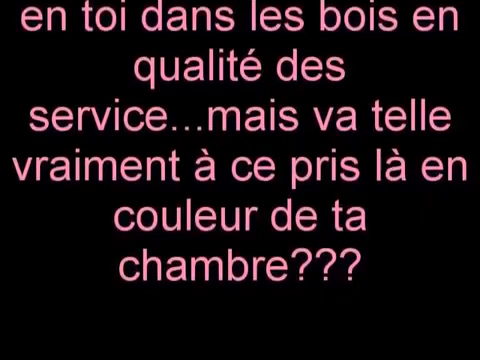 en toi dans les bois en
qualité des
service...mais va telle
vraiment à ce pris là en
couleur de ta
chambre???